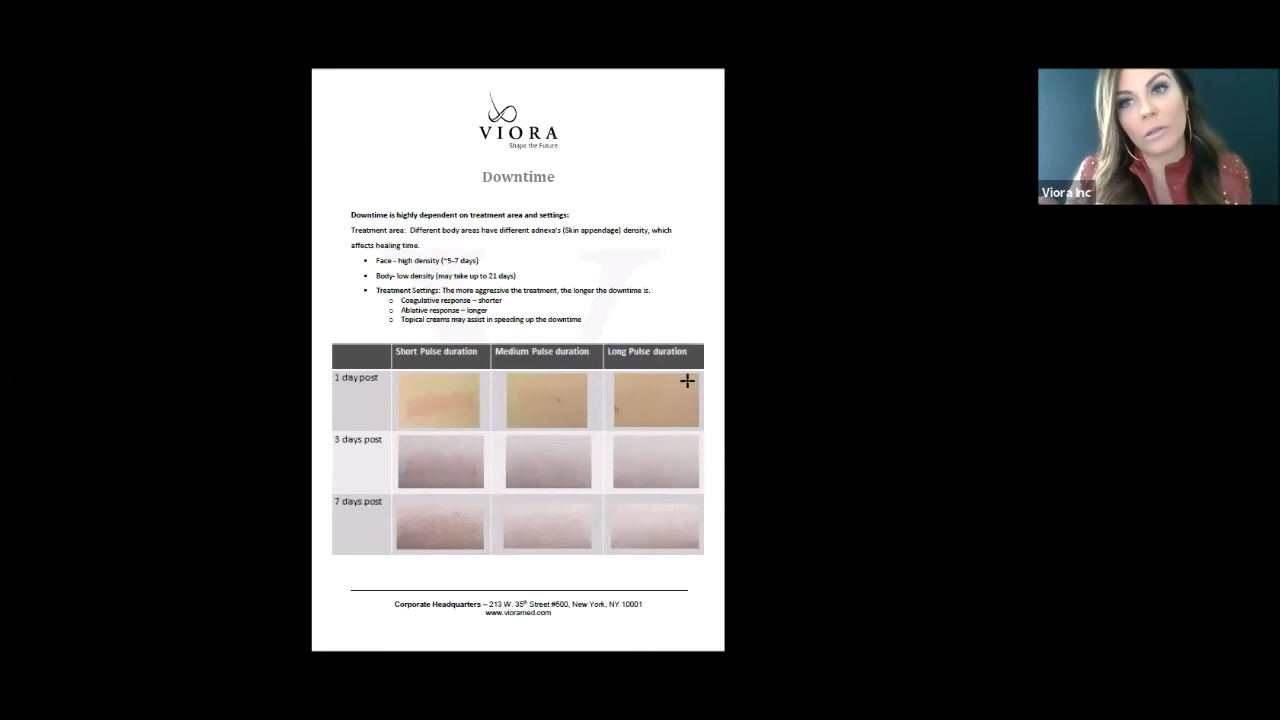 VIORA
Shape the Future
Downtime
Downtime is highly dependent on treatment area and settings:
Treatment area: Different body areas have different adnexa's (Skin appendage) density, which
affects healing time.
Face - high density (~5-7 days)
Body- low density (may take up to 21 days)
Treatment Settings: The more aggressive the treatment, the longer the downtime is.
Coagulative response – shorter
Ablative response – longer
Topical creams may assist in speeding up the downtime
Short Pulse duration Medium Pulse duration Long Pulse duration
1 day post
3 days post
7 days post
Corporate Headquarters – 213 W. 35th Street #500, New York, NY 10001
www.vioramed.com
Viora Inc